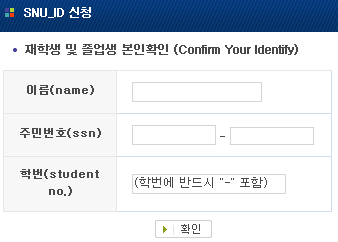 SNU_ID 신청
• 재학생 및 졸업생 본인확인 (Confirm Your Identify)
이름(name)
주민번호(ssn)
-
학번(student
no.)
(학번에 반드시 "-" 포함)
확인